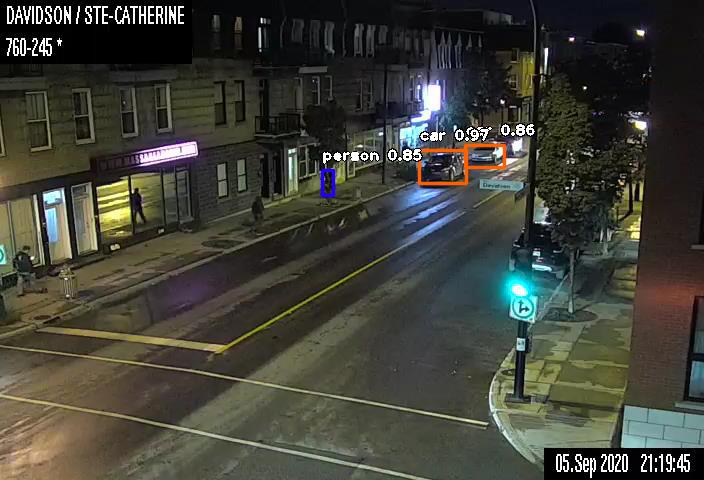 DAVIDSON / STE-CATHERINE
760-245 *
car 0.97
0.86
person 0.85
Davidson
05.Sep 2020 21:19:45